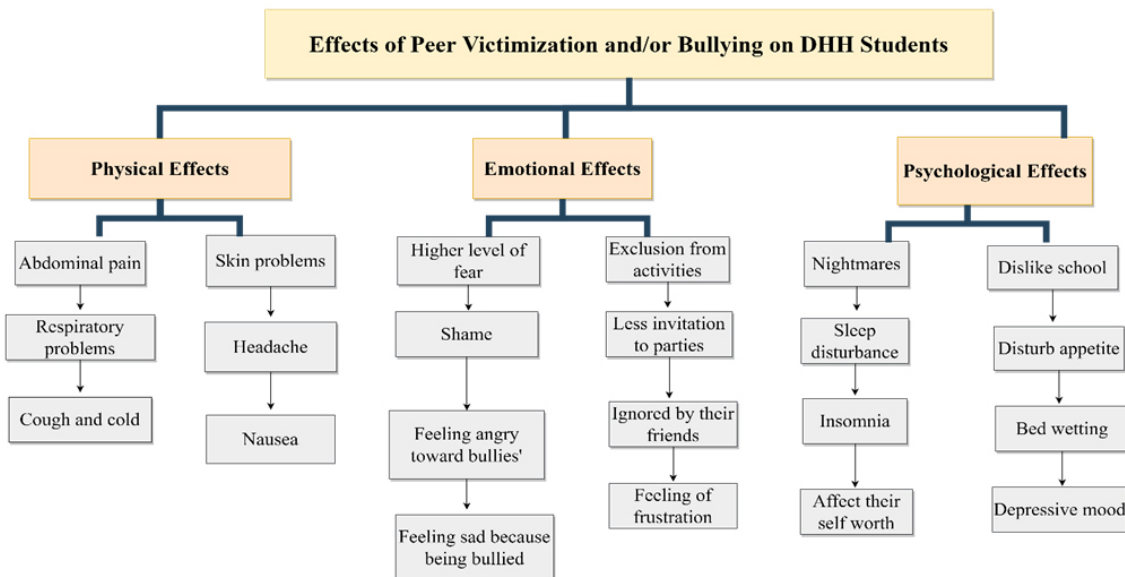 Effects of Peer Victimization and/or Bullying on DHH Students
Physical Effects
Emotional Effects
Psychological Effects
Abdominal pain
Respiratory
problems
Cough and cold
Skin problems
Headache
Nausea
Higher level of
fear
Shame
Feeling angry
toward bullies'
Feeling sad because
being bullied
Exclusion from
activities
Less invitation
to parties
Ignored by their
friends
Feeling of
frustration
Nightmares
Sleep
disturbance
Insomnia
Affect their
self worth
Dislike school
Disturb appetite
Bed wetting
Depressive mood